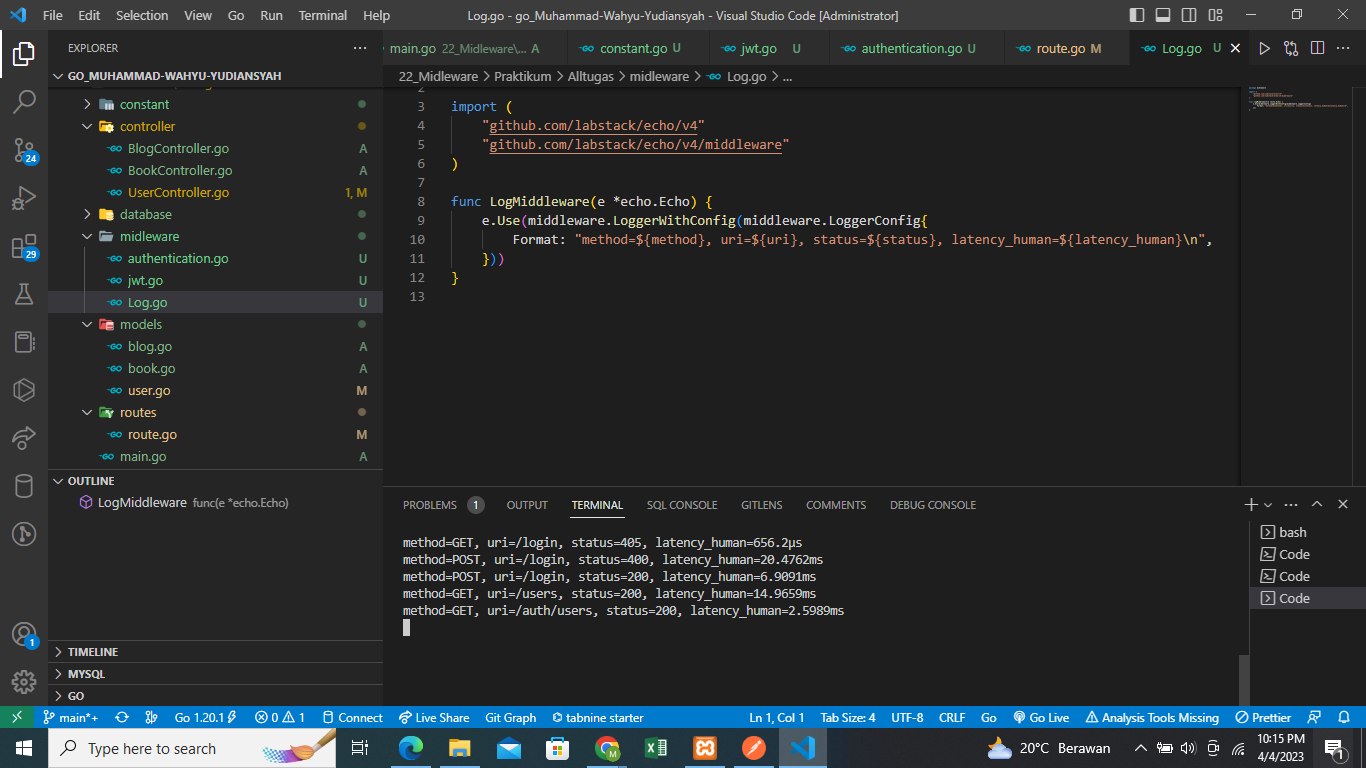 File Edit Selection View Go Run Terminal Help
Log.go - go_Muhammad-Wahyu-Yudiansyah - Visual Studio Code [Administrator]
EXPLORER
main.go 22_Midleware\... A
constant.go U
jwt.go U
authentication.go U
route.go M
Log.go U
GO_MUHAMMAD-WAHYU-YUDIANSYAH
22_Midleware > Praktikum > Alltugas > midleware > Log.go > ...
constant
controller
BlogController.go A
BookController.go A
UserController.go 1, M
database
midleware
authentication.go U
jwt.go U
Log.go U
models
blog.go A
book.go A
user.go M
routes
route.go M
main.go A
24
29
1
OUTLINE
LogMiddleware func(e *echo.Echo)
TIMELINE
MYSQL
GO
2
3 import (
4 "github.com/labstack/echo/v4"
5 "github.com/labstack/echo/v4/middleware"
6 )
7
8 func LogMiddleware(e *echo.Echo) {
9 e.Use(middleware.LoggerWithConfig(middleware.LoggerConfig{
10 Format: "method=${method}, uri=${uri}, status=${status}, latency_human=${latency_human}\n",
11 }))
12 }
13
PROBLEMS 1 OUTPUT TERMINAL SQL CONSOLE GITLENS COMMENTS DEBUG CONSOLE
method=GET, uri=/login, status=405, latency_human=656.2µs
method=POST, uri=/login, status=400, latency_human=20.4762ms
method=POST, uri=/login, status=200, latency_human=6.9091ms
method=GET, uri=/users, status=200, latency_human=14.9659ms
method=GET, uri=/auth/users, status=200, latency_human=2.5989ms
bash
Code
Code
Code
main*+ Go 1.20.1 0 1 Connect Live Share Git Graph tabnine starter Ln 1, Col 1 Tab Size: 4 UTF-8 CRLF Go Go Live Analysis Tools Missing Prettier
Type here to search
M
20°C Berawan
10:15 PM
4/4/2023
1